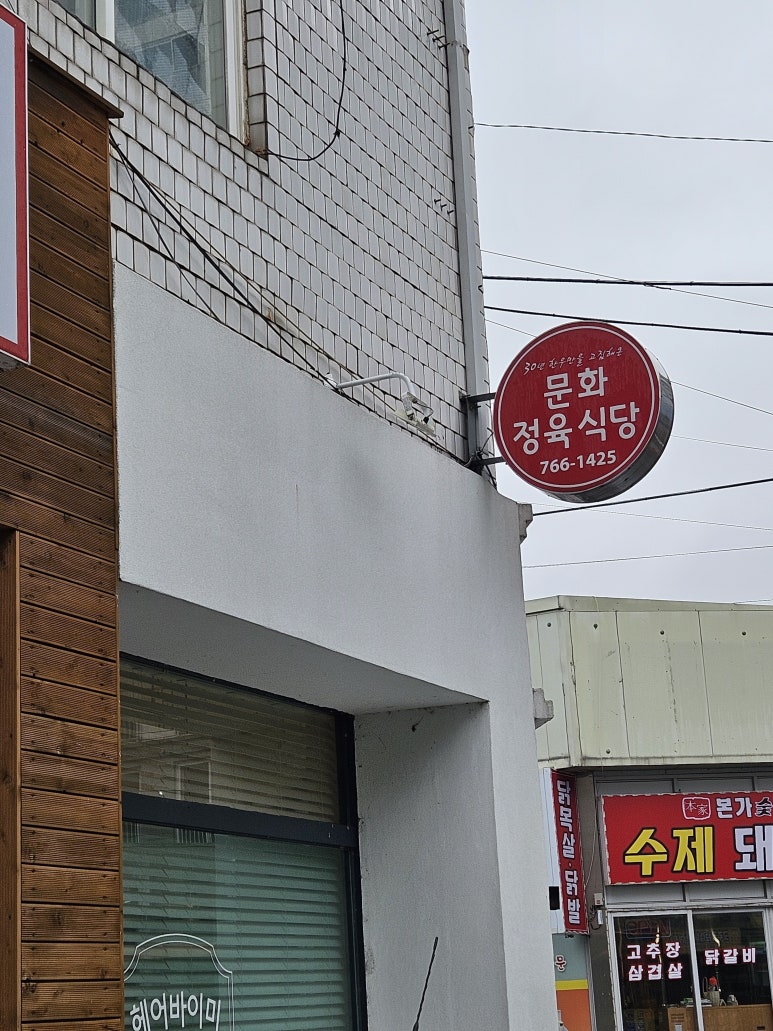 30년 한우만을 고집해온
문화
정육식당
766-1425
닭목살·닭발
本家 본가숯
수제 돼
고추장
삼겹살
닭갈비
헤어바이미